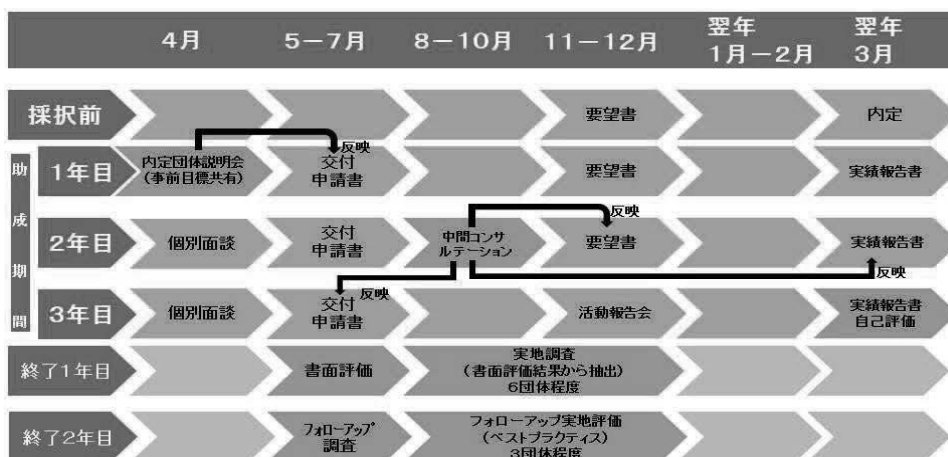 4月
5－7月
8－10月
11－12月
翌年
1月－2月
翌年
3月
採択前
要望書
内定
助成期間
1年目
内定団体説明会
(事前目標共有)
反映
交付
申請書
要望書
実績報告書
2年目
個別面談
交付
申請書
中間コンサ
ルテーション
反映
要望書
実績報告書
反映
3年目
個別面談
反映
交付
申請書
活動報告会
実績報告書
自己評価
終了1年目
書面評価
実地調査
(書面評価結果から抽出)
6団体程度
終了2年目
フォローアップ
調査
フォローアップ実地評価
(ベストプラクティス)
3団体程度